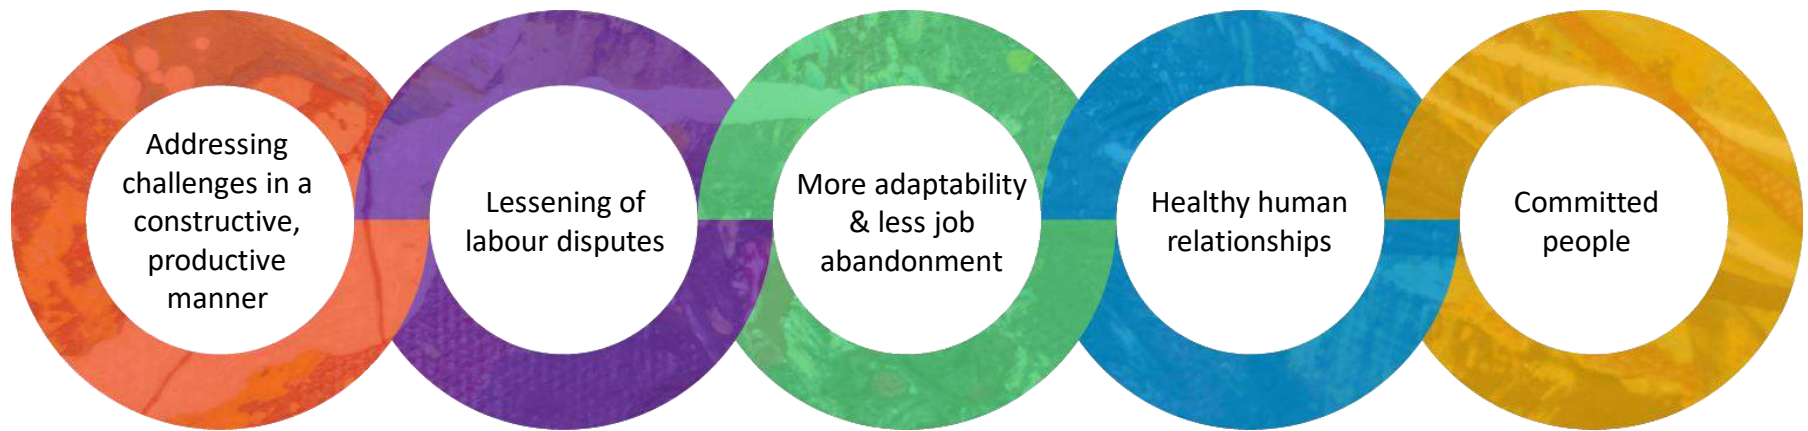 Addressing
challenges in a
constructive,
productive
manner
Lessening of
labour disputes
More adaptability
& less job
abandonment
Healthy human
relationships
Committed
people